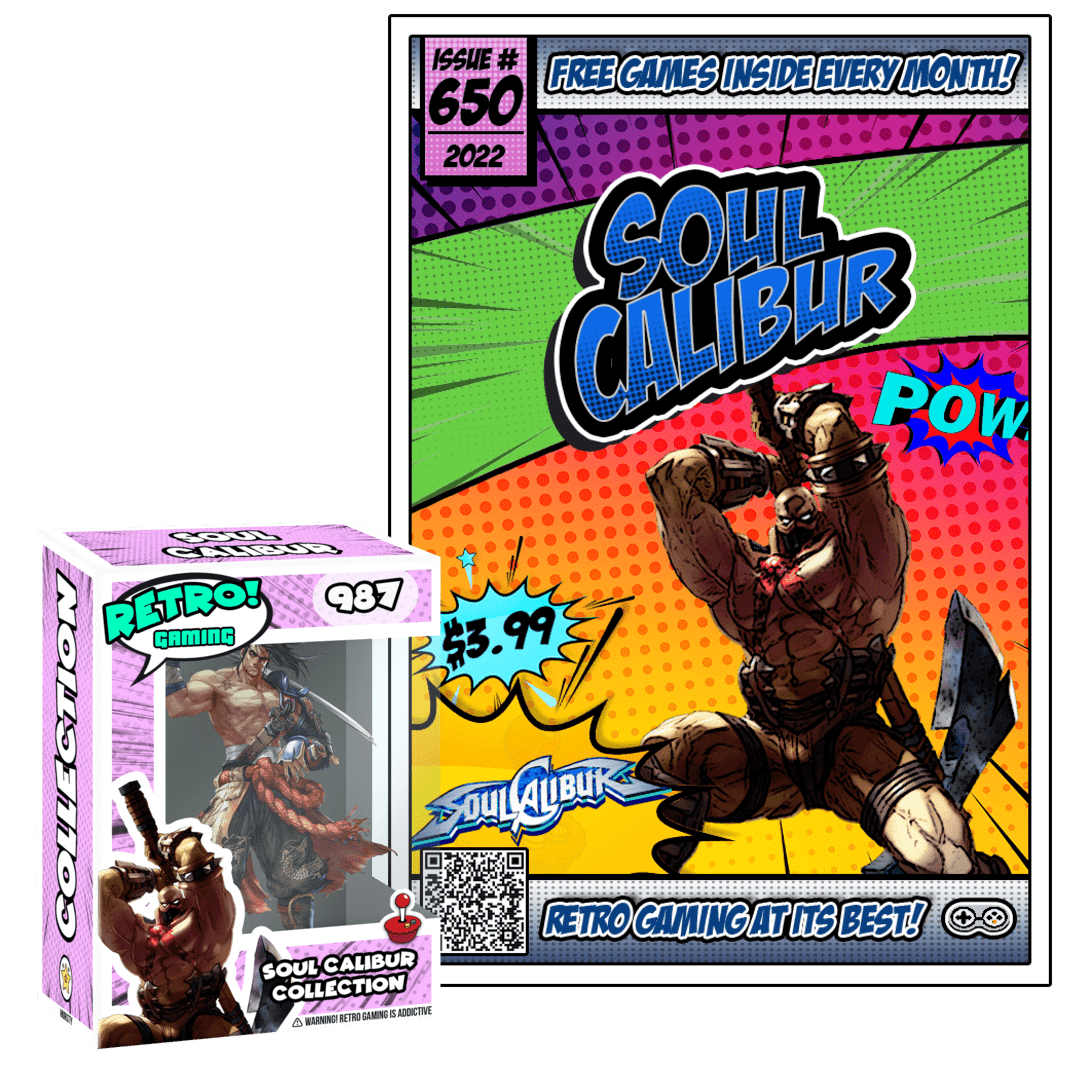 ISSUE #
650
2022
FREE GAMES INSIDE EVERY MONTH!
SOUL
CALIBUR
POW
$3.99
SOULCALIBUR
RETRO GAMING AT ITS BEST!
SOUL
CALIBUR
RETRO!
GAMING
987
COLLECTION
SOUL CALIBUR
COLLECTION
WARNING! RETRO GAMING IS ADDICTIVE